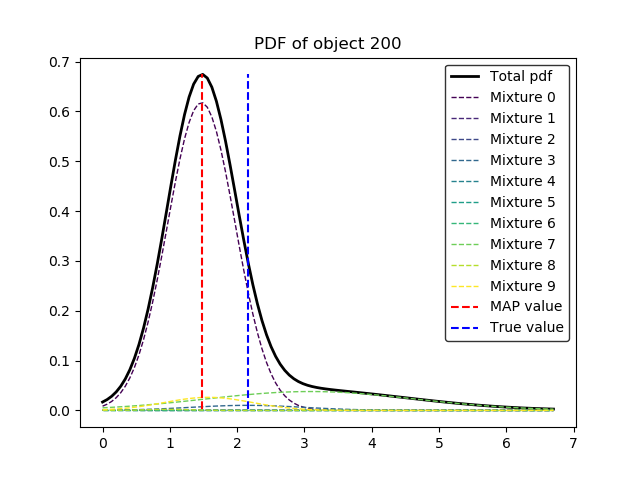 PDF of object 200
0.7
0.6
0.5
0.4
0.3
0.2
0.1
0.0
0 1 2 3 4 5 6 7
Total pdf
Mixture 0
Mixture 1
Mixture 2
Mixture 3
Mixture 4
Mixture 5
Mixture 6
Mixture 7
Mixture 8
Mixture 9
MAP value
True value